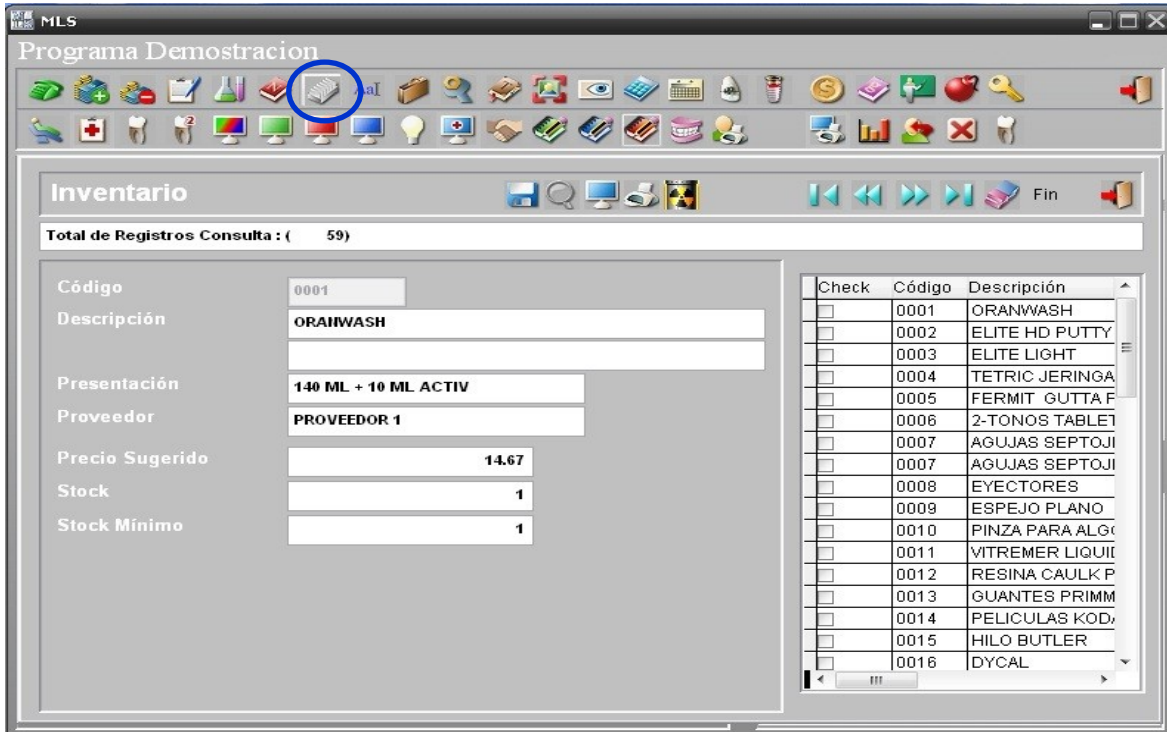 MLS
Programa Demostracion
AaI
2
Inventario
Fin
Total de Registros Consulta : ( 59)
Código 0001
Descripción ORANWASH
Presentación 140 ML + 10 ML ACTIV
Proveedor PROVEEDOR 1
Precio Sugerido 14.67
Stock 1
Stock Mínimo 1
Check Código Descripción
0001 ORANWASH
0002 ELITE HD PUTTY
0003 ELITE LIGHT
0004 TETRIC JERINGA
0005 FERMIT GUTTA
0006 2-TONOS TABLET
0007 AGUJAS SEPTOJ
0007 AGUJAS SEPTOJ
0008 EYECTORES
0009 ESPEJO PLANO
0010 PINZA PARA ALG
0011 VITREMER LIQUI
0012 RESINA CAULK P
0013 GUANTES PRIMM
0014 PELICULAS KOD
0015 HILO BUTLER
0016 DYCAL